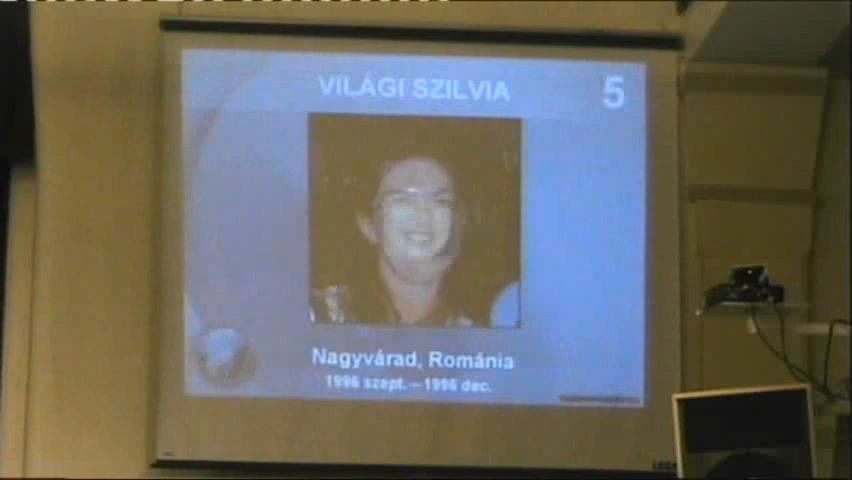 VILÁGI SZILVIA
5
Nagyvárad, Románia
1996 szept. – 1996 dec.